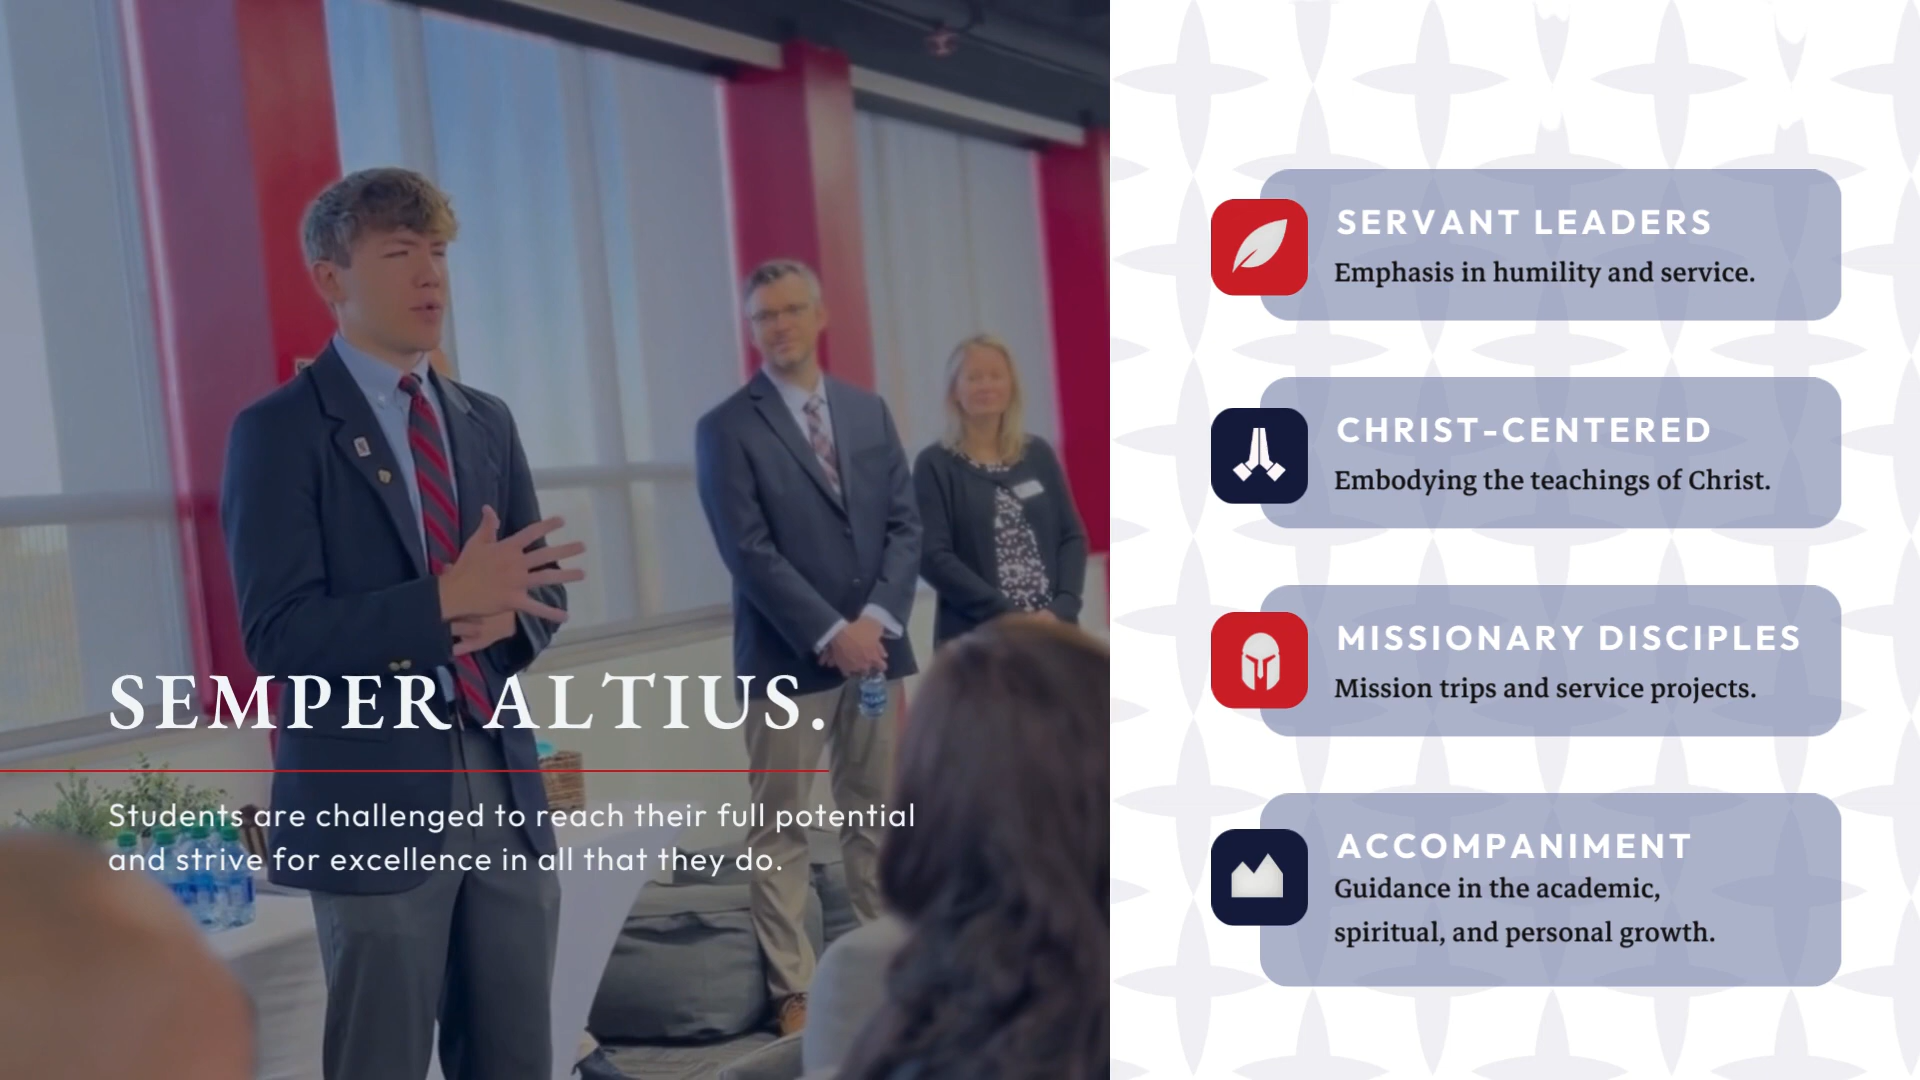 SEMPER ALTIUS.
Students are challenged to reach their full potential
and strive for excellence in all that they do.
SERVANT LEADERS
Emphasis in humility and service.
CHRIST-CENTERED
Embodying the teachings of Christ.
MISSIONARY DISCIPLES
Mission trips and service projects.
ACCOMPANIMENT
Guidance in the academic,
spiritual, and personal growth.